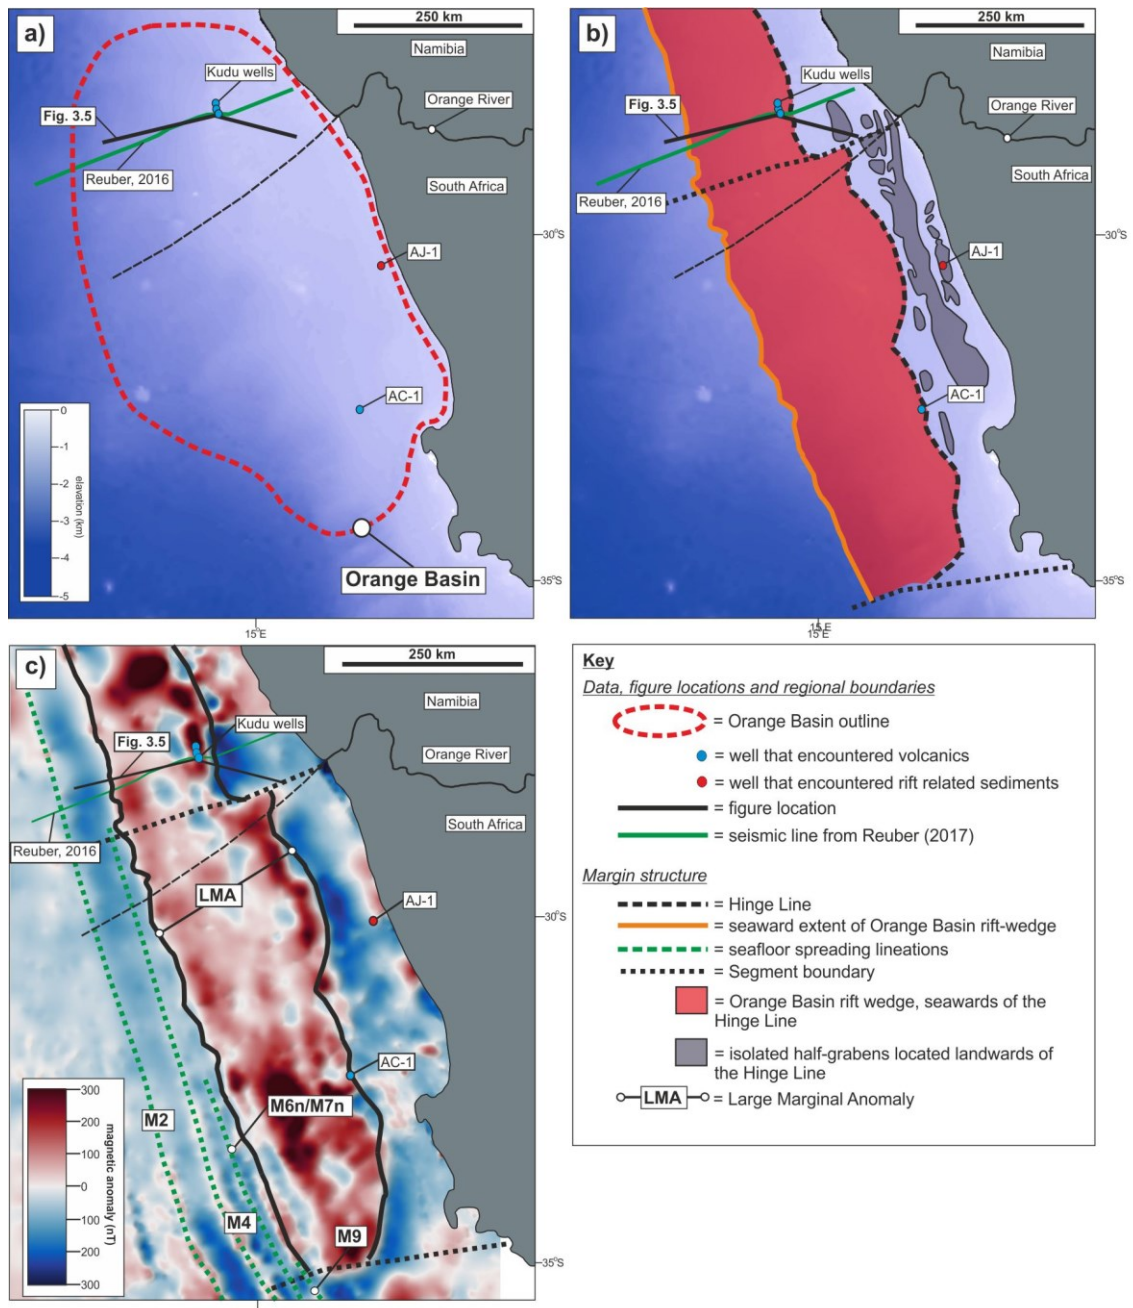 a)
250 km
Namibia
Kudu wells
Orange River
Fig. 3.5
Reuber, 2016
South Africa
30°S
AJ-1
AC-1
0
-1
-2
-3
-4
-5
elavation (km)
Orange Basin
35°S
15°E
b)
250 km
Namibia
Kudu wells
Orange River
Fig. 3.5
Reuber, 2016
South Africa
30°S
AJ-1
AC-1
35°S
15°E
c)
250 km
Namibia
Kudu wells
Fig. 3.5
Orange River
South Africa
Reuber, 2016
LMA
AJ-1
30°S
AC-1
M6n/M7n
M2
M4
M9
300
200
100
0
100
200
300
magnetic anomaly (nT)
35°S
Key
Data, figure locations and regional boundaries
= Orange Basin outline
= well that encountered volcanics
= well that encountered rift related sediments
= figure location
= seismic line from Reuber (2017)
Margin structure
= Hinge Line
= seaward extent of Orange Basin rift-wedge
= seafloor spreading lineations
= Segment boundary
= Orange Basin rift wedge, seawards of the
Hinge Line
= isolated half-grabens located landwards of
the Hinge Line
LMA = Large Marginal Anomaly